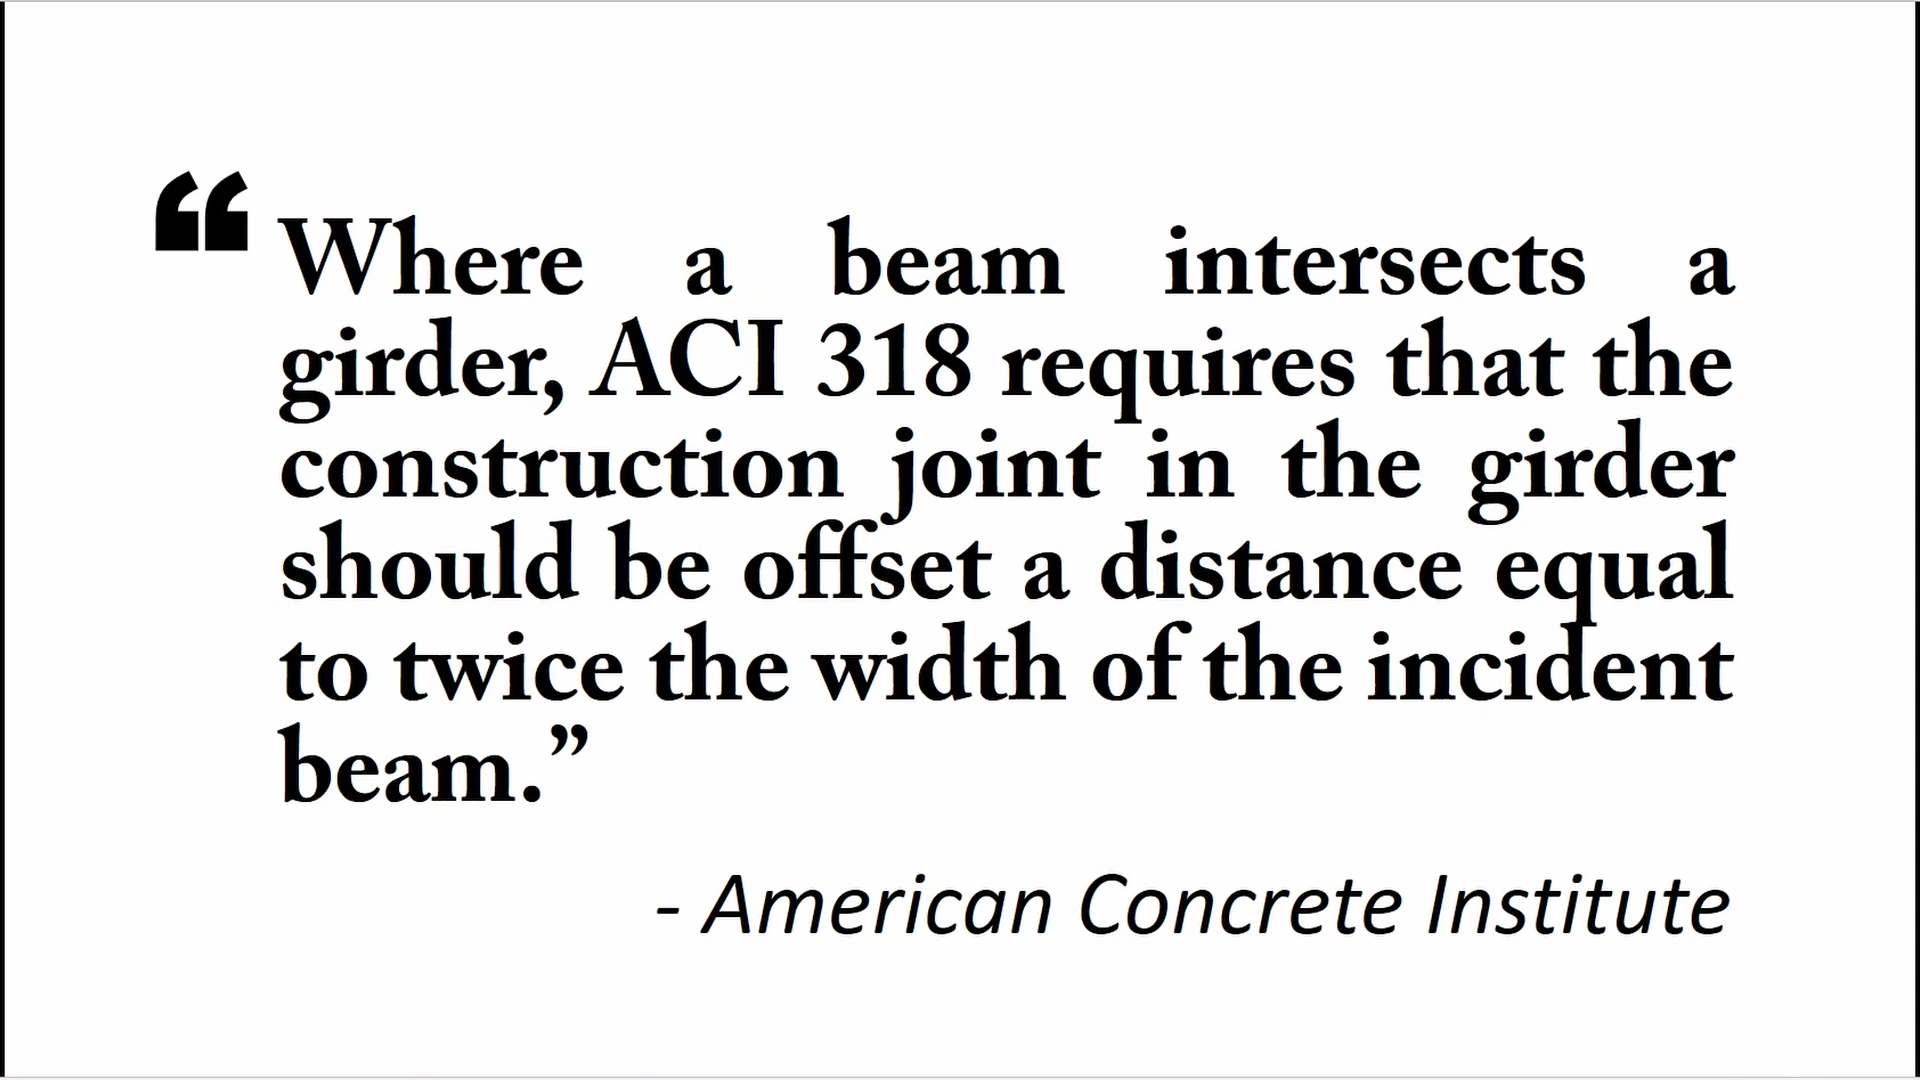 “Where a beam intersects a
girder, ACI 318 requires that the
construction joint in the girder
should be offset a distance equal
to twice the width of the incident
beam.”
- American Concrete Institute